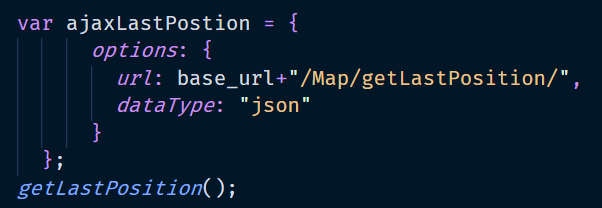 var ajaxLastPostion = {
options: {
url: base_url+"/Map/getLastPosition/",
dataType: "json"
}
};
getLastPosition();